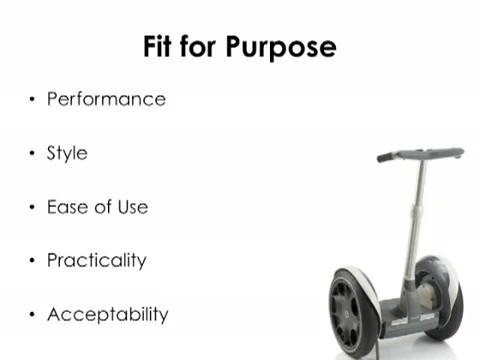 Fit for Purpose
• Performance
• Style
• Ease of Use
• Practicality
• Acceptability